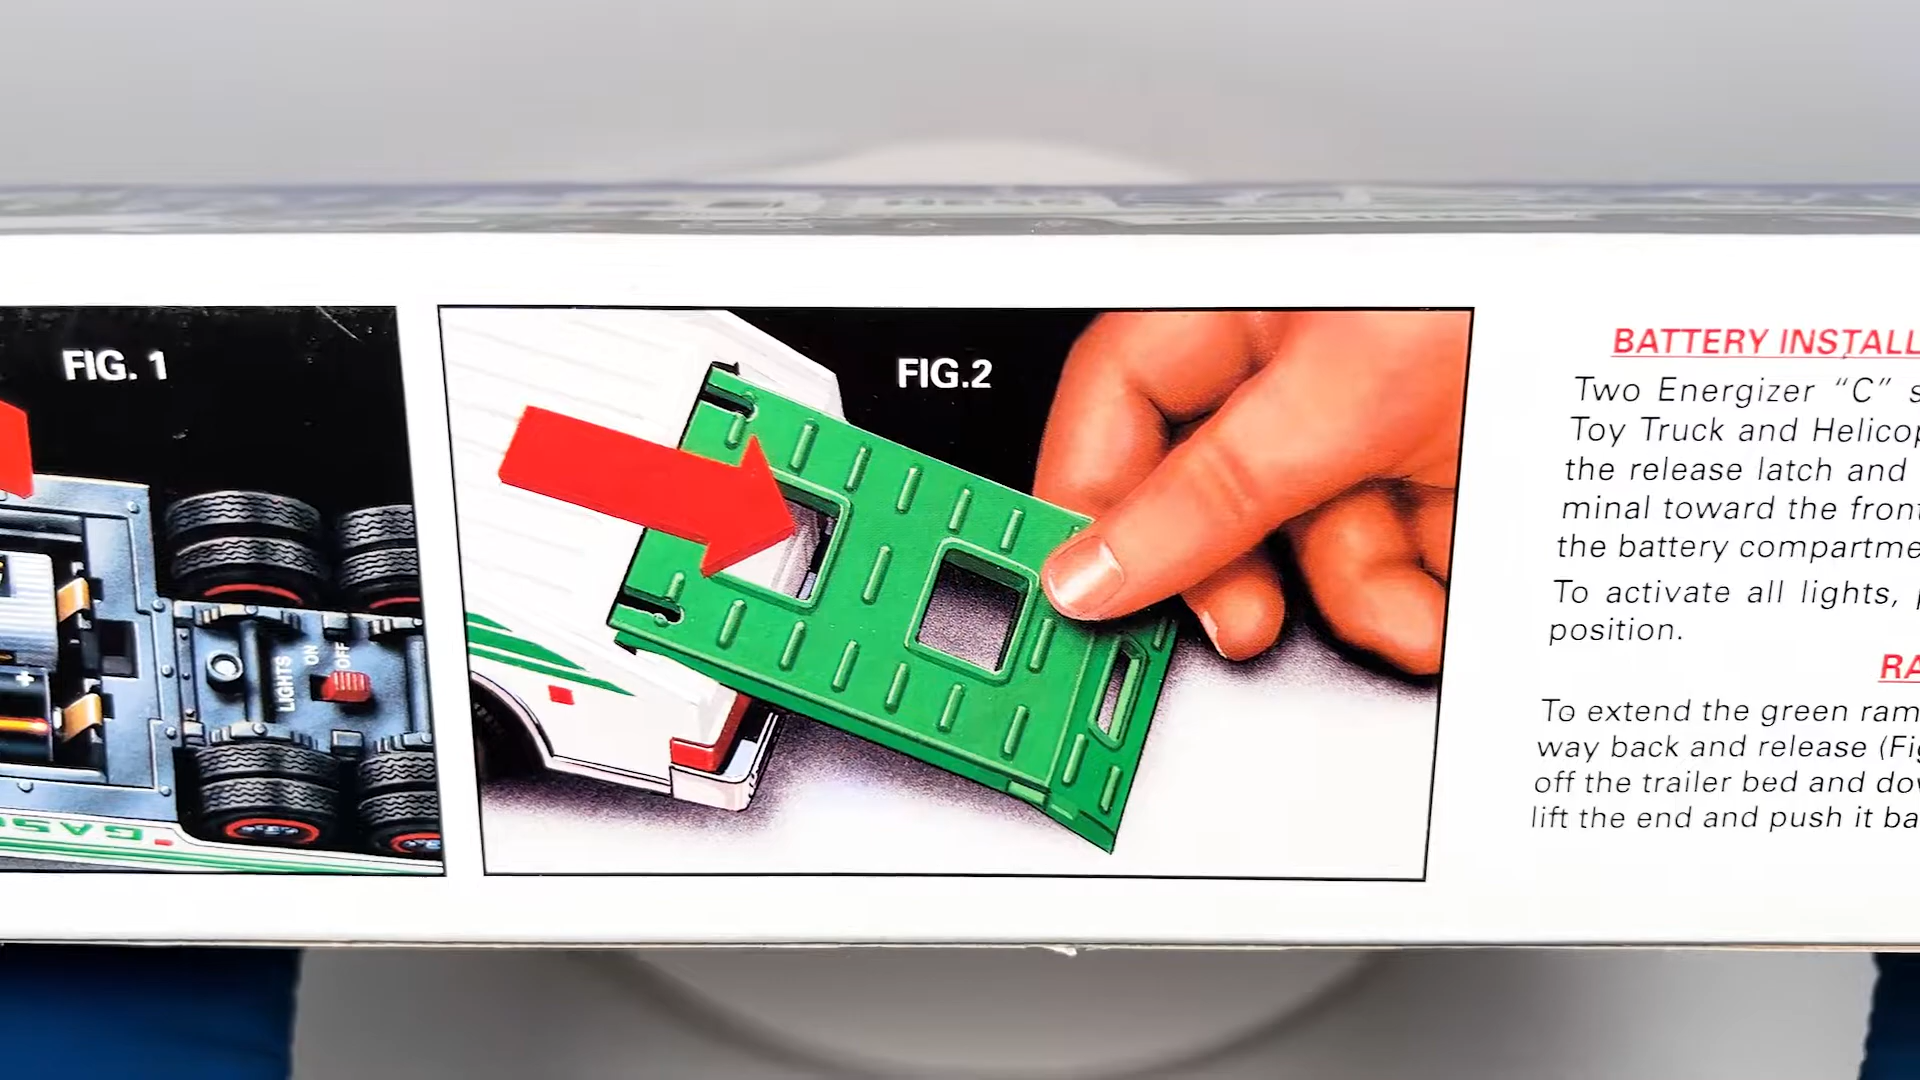 FIG. 1
LIGHTS
ON
OFF
+
FIG.2
BATTERY INSTALL
Two Energizer “C” s
Toy Truck and Helicop
the release latch and
minal toward the front
the battery compartme
To activate all lights, p
position.
RA
To extend the green ram
way back and release (Fig
off the trailer bed and dow
lift the end and push it ba